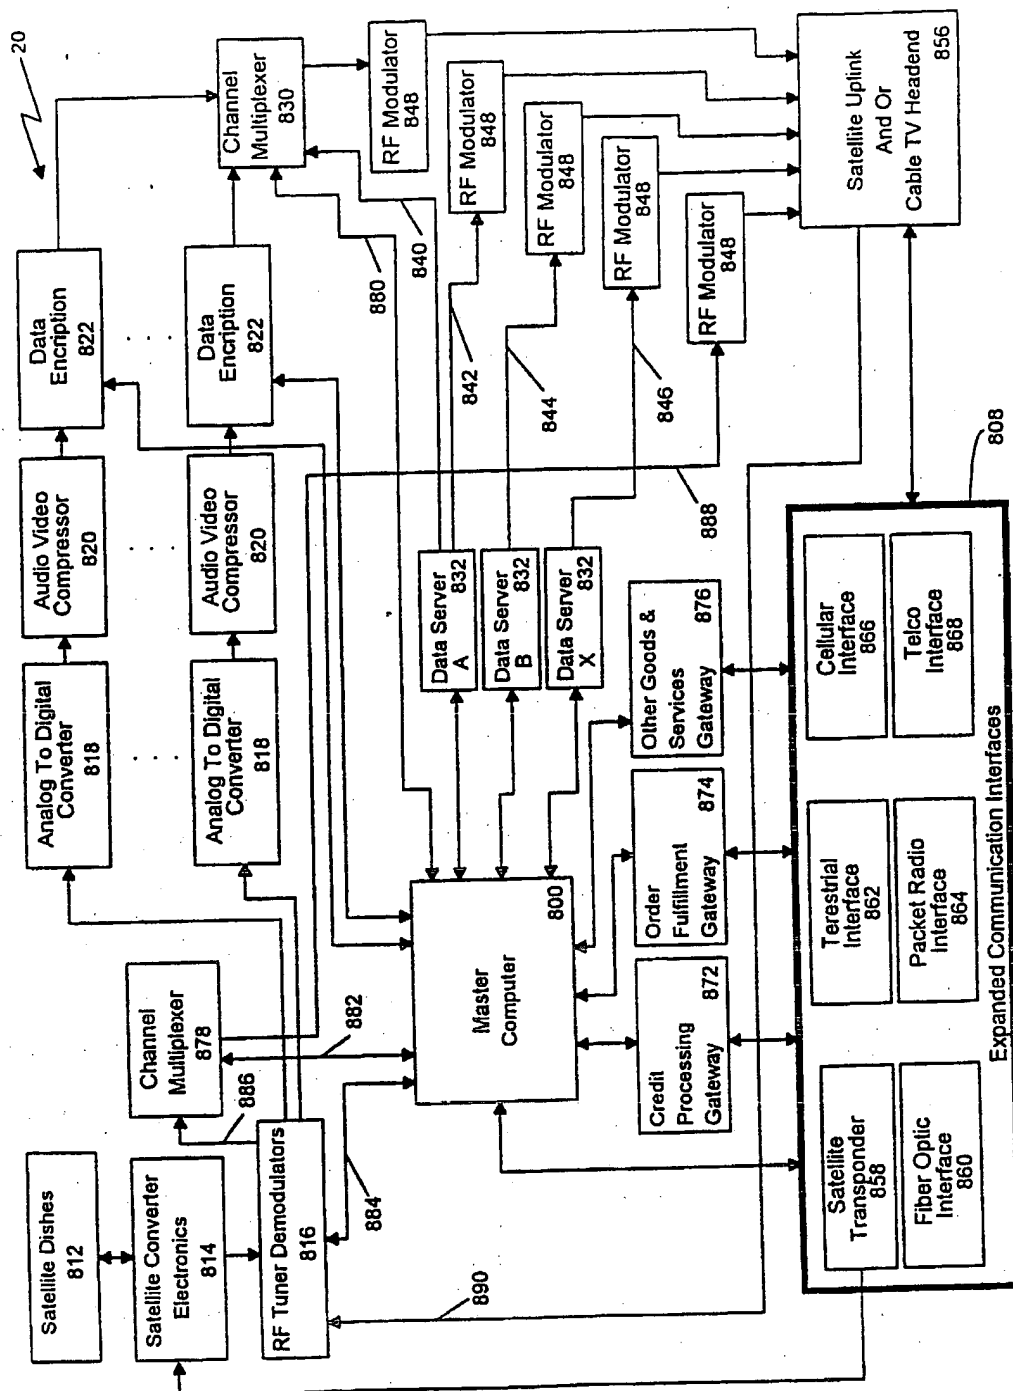 20
Satellite Dishes
812
Satellite Converter
Electronics
814
RF Tuner Demodulators
816
Channel
Multiplexer
878
886
882
884
890
Analog To Digital
Converter
818
Analog To Digital
Converter
818
Audio Video
Compressor
820
Audio Video
Compressor
820
Data
Encription
822
Data
Encription
822
Channel
Multiplexer
830
880
840
RF Modulator
848
RF Modulator
848
RF Modulator
848
RF Modulator
848
RF Modulator
848
842
844
846
888
Master
Computer
800
Data Server
A 832
Data Server
B 832
Data Server
X 832
Credit
Processing
Gateway
872
Order
Fulfillment
Gateway
874
Other Goods &
Services
Gateway
876
Satellite Uplink
And Or
Cable TV Headend
856
808
Satellite
Transponder
858
Fiber Optic
Interface
860
Terestrial
Interface
862
Packet Radio
Interface
864
Cellular
Interface
866
Telco
Interface
868
Expanded Communication Interfaces